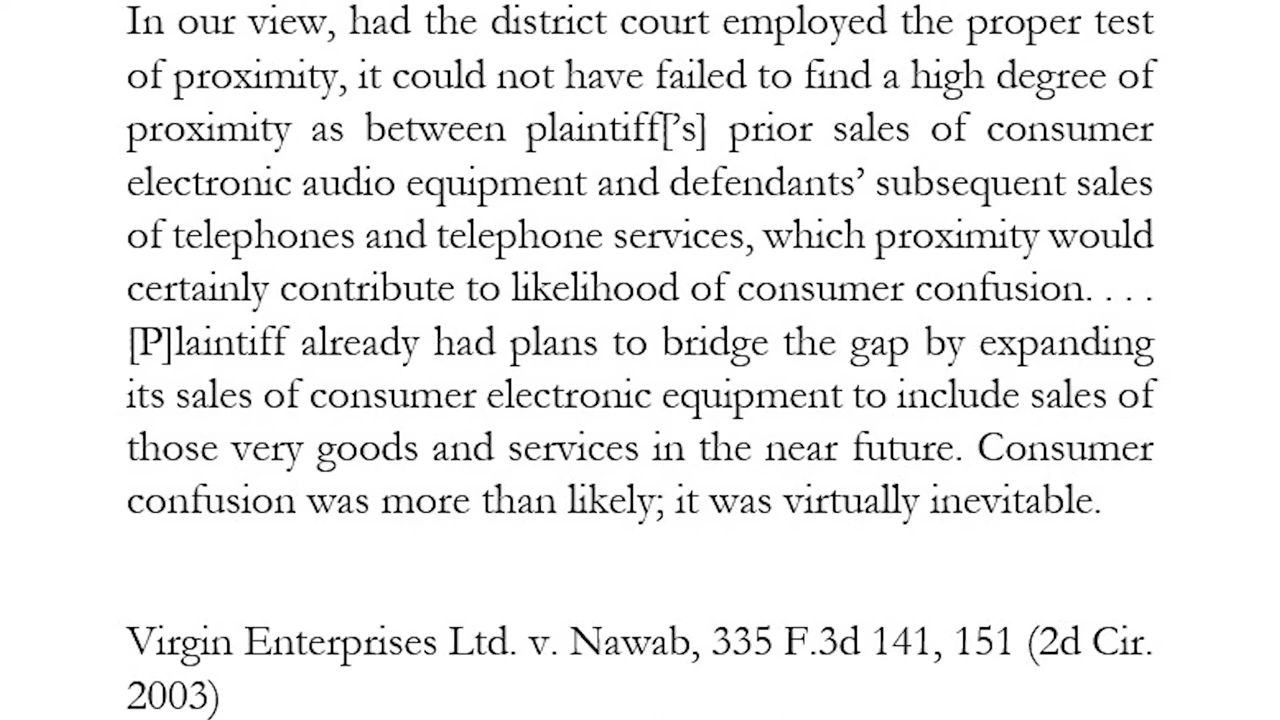 In our view, had the district court employed the proper test
of proximity, it could not have failed to find a high degree of
proximity as between plaintiff['s] prior sales of consumer
electronic audio equipment and defendants’ subsequent sales
of telephones and telephone services, which proximity would
certainly contribute to likelihood of consumer confusion. . . .
[P]laintiff already had plans to bridge the gap by expanding
its sales of consumer electronic equipment to include sales of
those very goods and services in the near future. Consumer
confusion was more than likely; it was virtually inevitable.
Virgin Enterprises Ltd. v. Nawab, 335 F.3d 141, 151 (2d Cir.
2003)